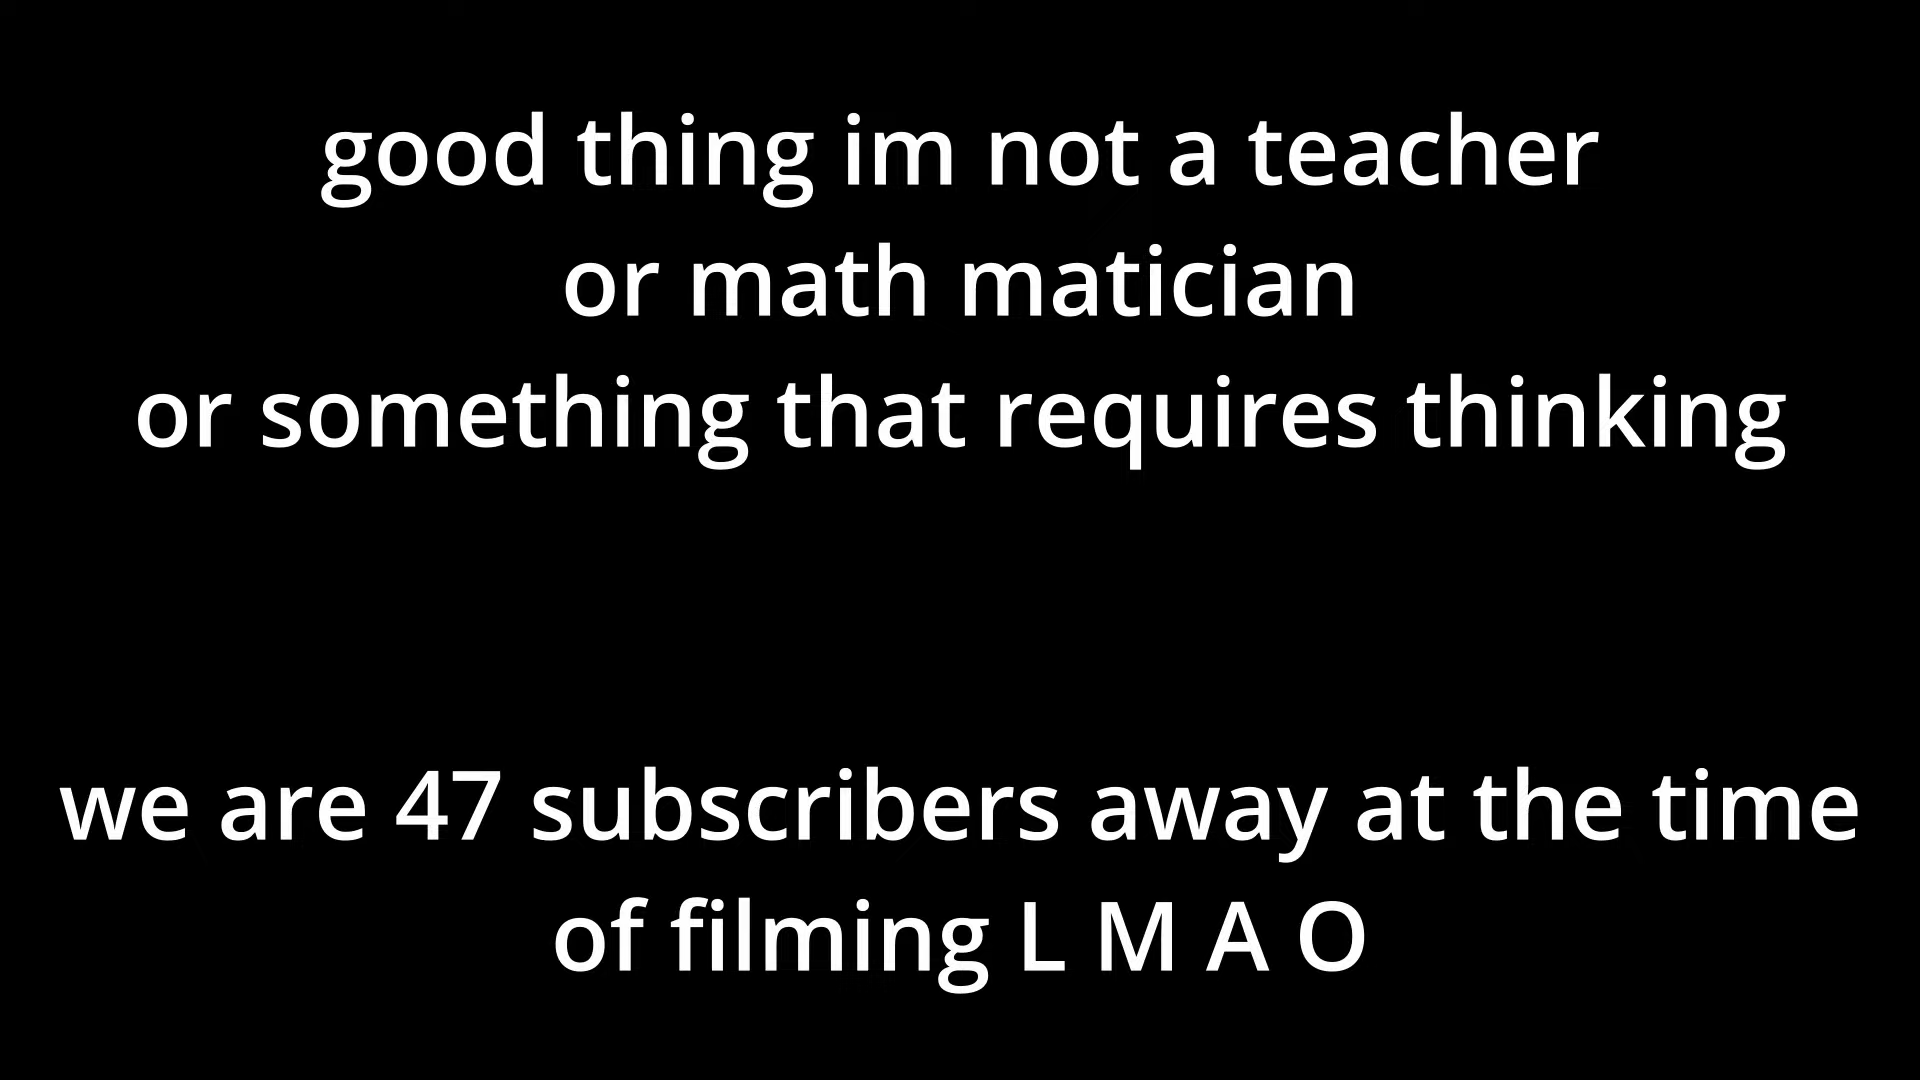 good thing im not a teacher
or math matician
or something that requires thinking
we are 47 subscribers away at the time
of filming L M A O